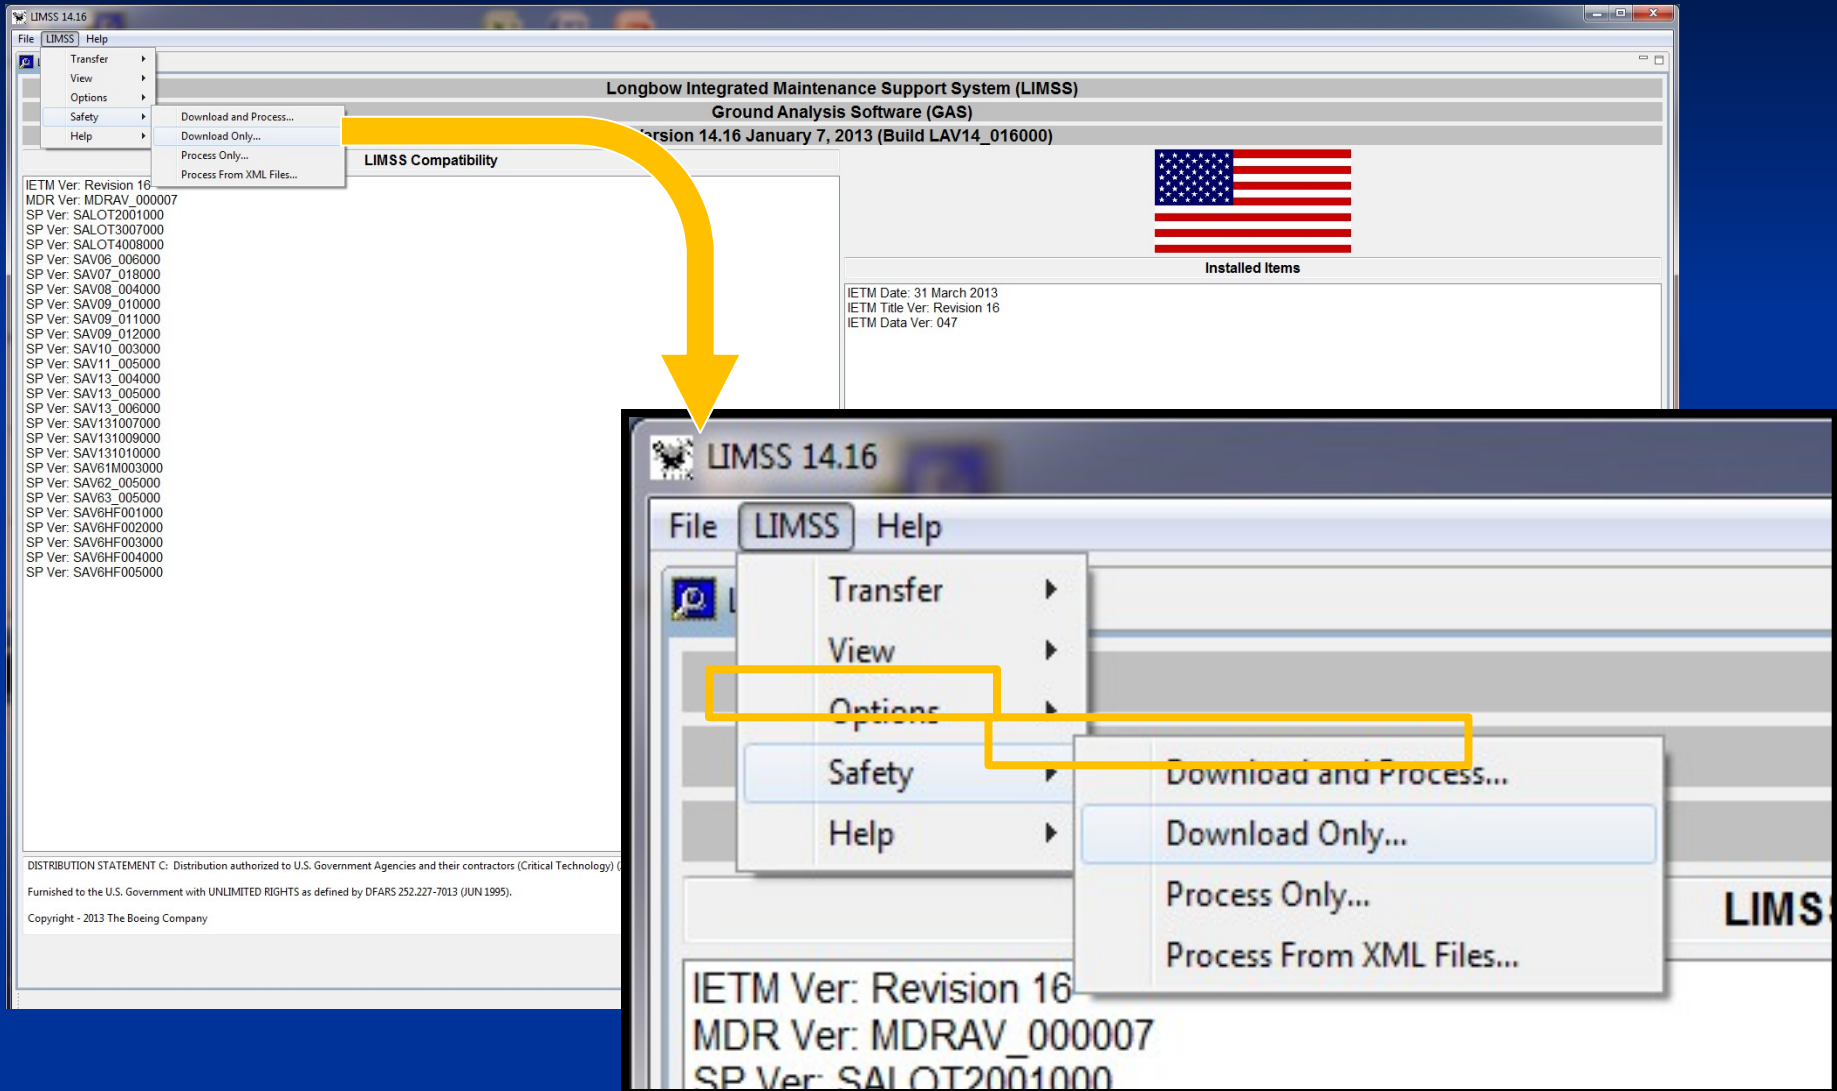 LIMSS 14.16
File LIMSS Help
Transfer
View
Options
Safety
Help
Download and Process...
Download Only...
Process Only...
Process From XML Files...
Longbow Integrated Maintenance Support System (LIMSS)
Ground Analysis Software (GAS)
14.16 January 7, 2013 (Build LAV14_016000)
LIMSS Compatibility
IETM Ver: Revision 16
MDR Ver: MDRAV_000007
SP Ver: SALOT2001000
SP Ver: SALOT3007000
SP Ver: SALOT4008000
SP Ver: SAV06_006000
SP Ver: SAV07_018000
SP Ver: SAV08_004000
SP Ver: SAV09_010000
SP Ver: SAV09_011000
SP Ver: SAV09_012000
SP Ver: SAV10_003000
SP Ver: SAV11_005000
SP Ver: SAV13_004000
SP Ver: SAV13_005000
SP Ver: SAV13_006000
SP Ver: SAV131007000
SP Ver: SAV131009000
SP Ver: SAV131010000
SP Ver: SAV61M003000
SP Ver: SAV62_005000
SP Ver: SAV63_005000
SP Ver: SAV6HF001000
SP Ver: SAV6HF002000
SP Ver: SAV6HF003000
SP Ver: SAV6HF004000
SP Ver: SAV6HF005000
Installed Items
IETM Date: 31 March 2013
IETM Title Ver: Revision 16
IETM Data Ver: 047
DISTRIBUTION STATEMENT C: Distribution authorized to U.S. Government Agencies and their contractors (Critical Technology) (
Furnished to the U.S. Government with UNLIMITED RIGHTS as defined by DFARS 252.227-7013 (JUN 1995).
Copyright - 2013 The Boeing Company
LIMSS 14.16
File LIMSS Help
Transfer
View
Options
Safety
Help
Download and Process...
Download Only...
Process Only...
Process From XML Files...
LIMSS
IETM Ver: Revision 16
MDR Ver: MDRAV_000007
SP Ver: SALOT2001000